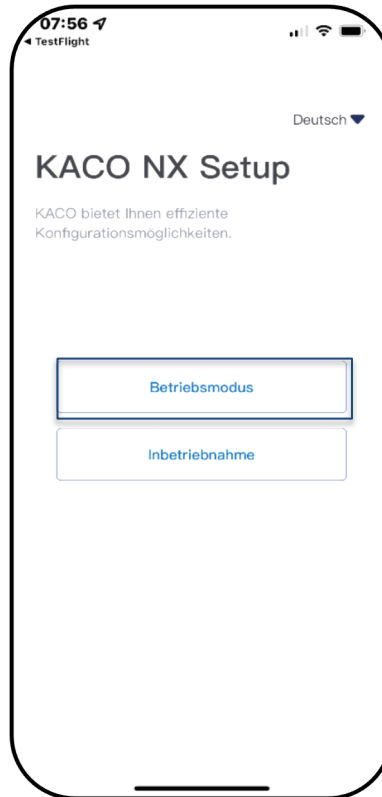 07:56
TestFlight
Deutsch
KACO NX Setup
KACO bietet Ihnen effiziente
Konfigurationsmöglichkeiten.
Betriebsmodus
Inbetriebnahme